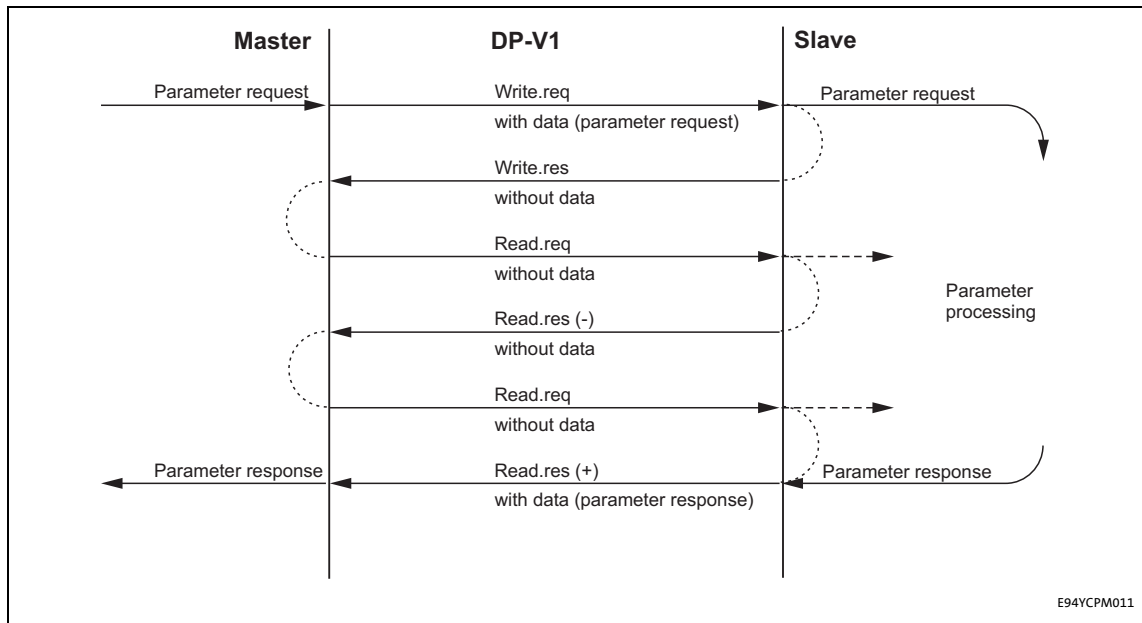 Master DP-V1 Slave
Parameter request Write.req Parameter request
with data (parameter request)
Write.res
without data
Read.req
without data
Parameter
processing
Read.res (-)
without data
Read.req
without data
Parameter response Read.res (+) Parameter response
with data (parameter response)
E94YCPM011